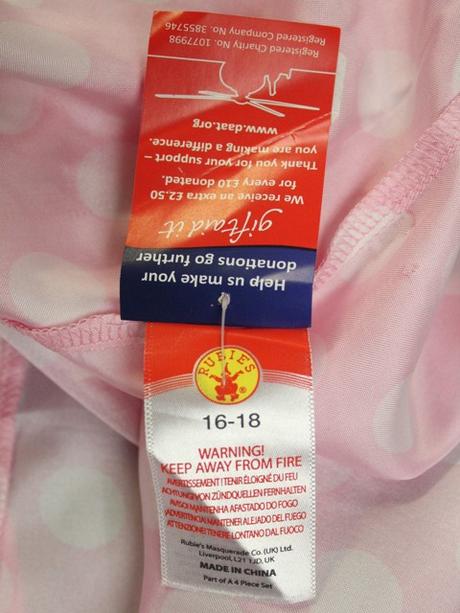 Help us make your
donations go further
giftaid it
We receive an extra £2.50
for every £10 donated.
Thank you for your support –
you are making a difference.
www.daat.org
Registered Charity No. 1077998
Registered Company No. 3855746
RUBIE'S
®
16-18
WARNING!
KEEP AWAY FROM FIRE
AVERTISSEMENT ! TENIR ÉLOIGNÉ DU FEU
ACHTUNG! VON ZÜNDQUELLEN FERNHALTEN
AVISO! MANTENHA AFASTADO DO FOGO
¡ADVERTENCIA! MANTENER ALEJADO DEL FUEGO
ATTENZIONE! TENERE LONTANO DAL FUOCO
Rubie's Masquerade Co. (UK) Ltd.
Liverpool, L21 1JD, UK
MADE IN CHINA
Part of A 4 Piece Set